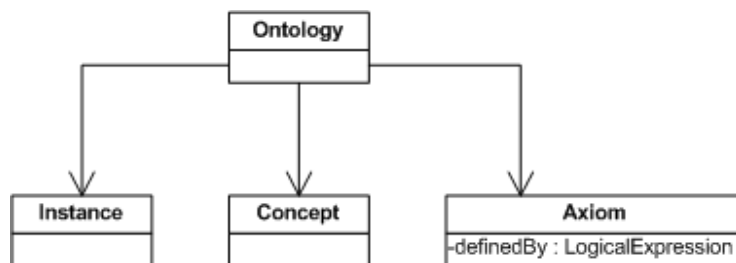 Ontology
Instance
Concept
Axiom
-definedBy : LogicalExpression